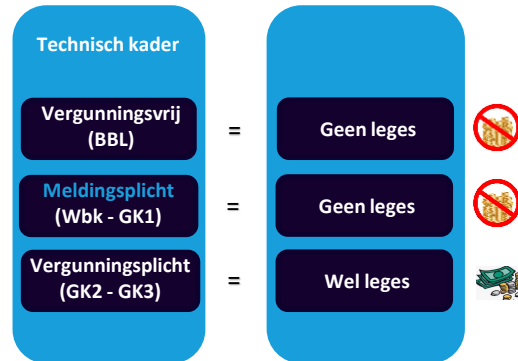 Technisch kader
Vergunningsvrij
(BBL)
=
Geen leges
Meldingsplicht
(Wbk - GK1)
=
Geen leges
Vergunningsplicht
(GK2 - GK3)
=
Wel leges